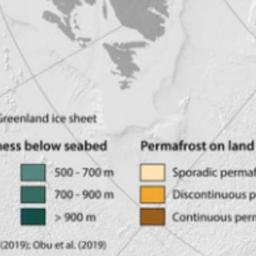 Greenland ice sheet
ness below seabed
500 - 700 m
700 - 900 m
> 900 m
Permafrost on land
Sporadic permaf
Discontinuous p
Continuous perm
(2019); Obu et al. (2019)